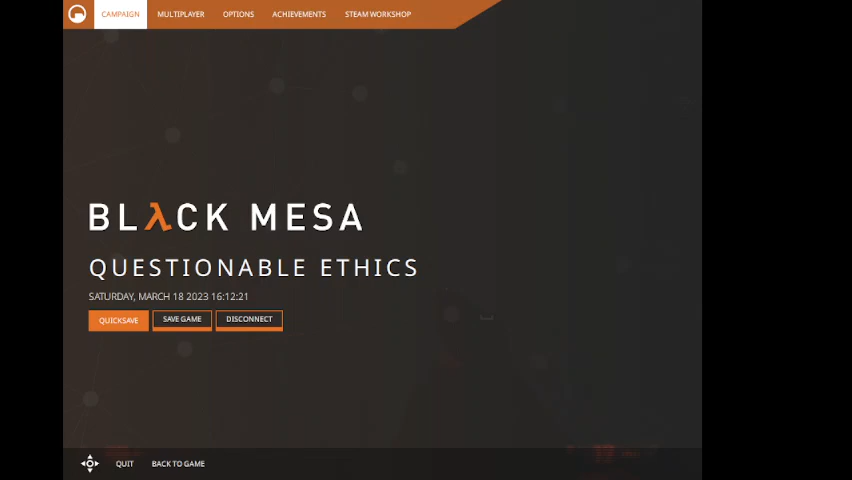 CAMPAIGN MULTIPLAYER OPTIONS ACHIEVEMENTS STEAM WORKSHOP
BLλCK MESA
QUESTIONABLE ETHICS
SATURDAY, MARCH 18 2023 16:12:21
QUICKSAVE SAVE GAME DISCONNECT
QUIT BACK TO GAME